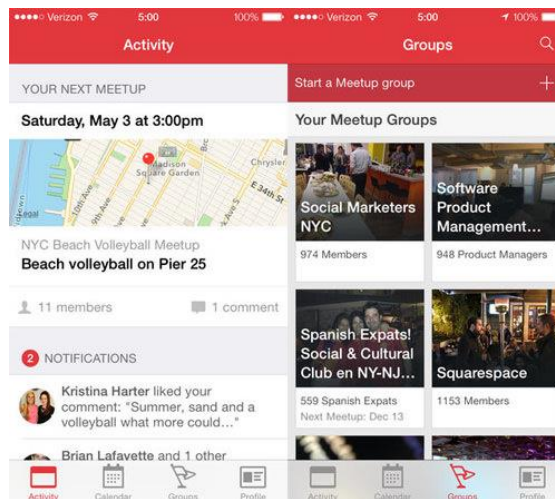 Verizon 5:00 100%
Activity
YOUR NEXT MEETUP
Saturday, May 3 at 3:00pm
Madison
Square Garden
Chrysler
E 34th St
10th Ave
9th Ave
Legal
NYC Beach Volleyball Meetup
Beach volleyball on Pier 25
11 members 1 comment
2 NOTIFICATIONS
Kristina Harter liked your
comment: "Summer, sand and a
volleyball what more could..."
Brian Lafayette and 1 other
Activity Calendar Groups Profile
Verizon 5:00 100%
Groups
Start a Meetup group +
Your Meetup Groups
Social Marketers
NYC
974 Members
Software
Product
Management...
948 Product Managers
Spanish Expats!
Social & Cultural
Club en NY-NJ...
559 Spanish Expats
Next Meetup: Dec 13
Squarespace
1153 Members
Activity Calendar Groups Profile